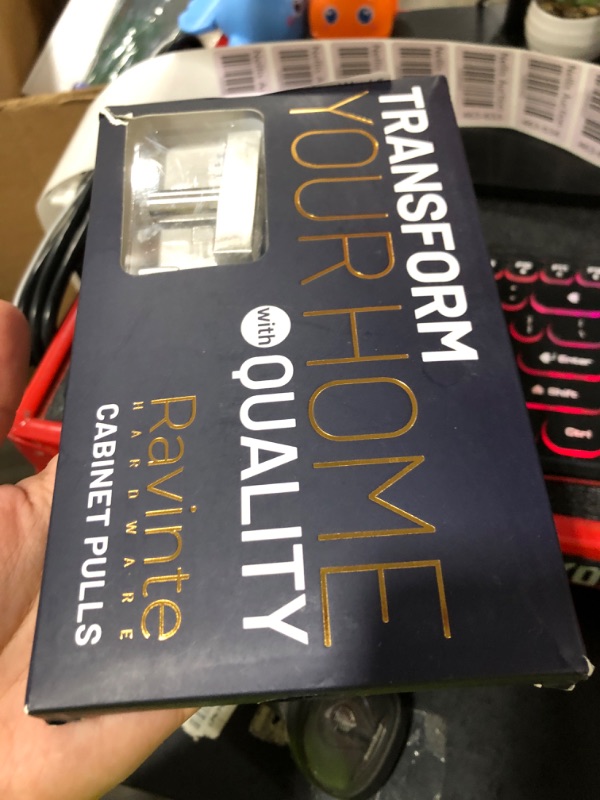 TRANSFORM
YOUR HOME
with QUALITY
Ravinte
HARDWARE
CABINET PULLS
Enter
Shift
Ctrl